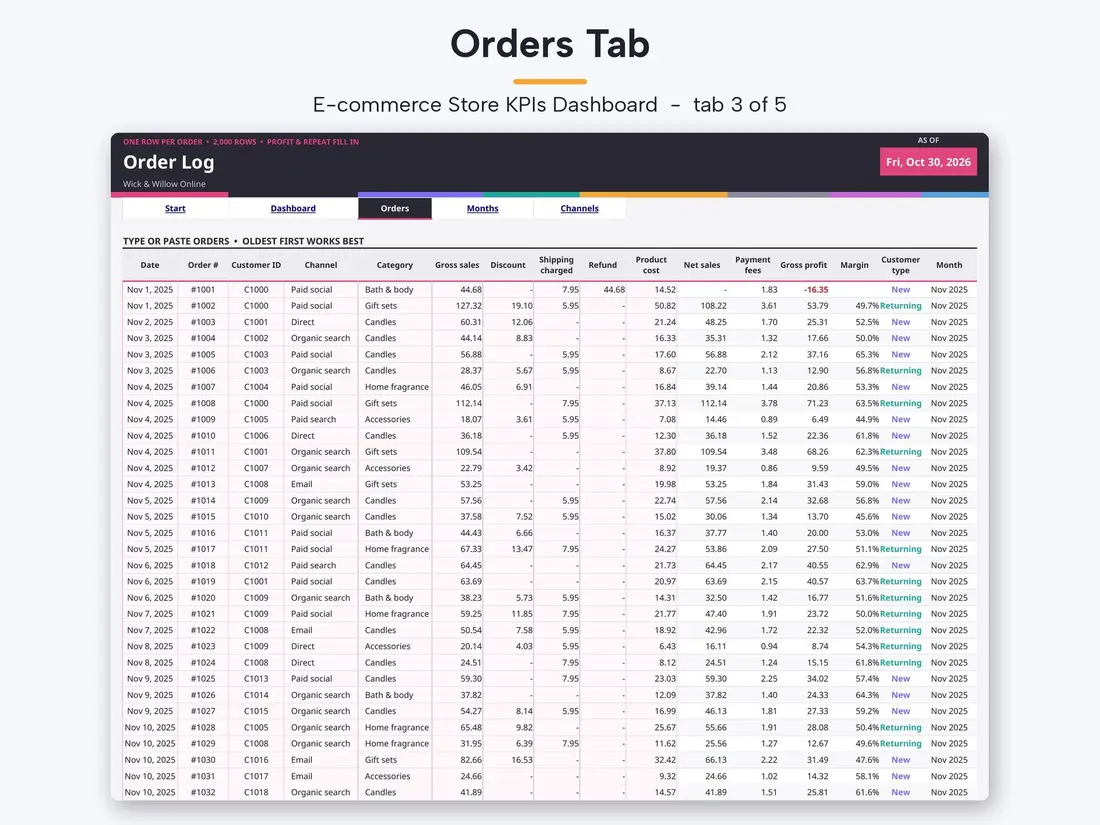 Orders Tab
E-commerce Store KPIs Dashboard - tab 3 of 5
ONE ROW PER ORDER • 2,000 ROWS • PROFIT & REPEAT FILL IN
AS OF
Order Log
Fri, Oct 30, 2026
Wick & Willow Online
Start Dashboard Orders Months Channels
TYPE OR PASTE ORDERS • OLDEST FIRST WORKS BEST
Date Order # Customer ID Channel Category Gross sales Discount Shipping charged Refund Product cost Net sales Payment fees Gross profit Margin Customer type Month
Nov 1, 2025 #1001 C1000 Paid social Bath & body 44.68 - 7.95 44.68 14.52 - 1.83 -16.35 New Nov 2025
Nov 1, 2025 #1002 C1000 Paid social Gift sets 127.32 19.10 5.95 - 50.82 108.22 3.61 53.79 49.7% Returning Nov 2025
Nov 2, 2025 #1003 C1001 Direct Candles 60.31 12.06 - - 21.24 48.25 1.70 25.31 52.5% New Nov 2025
Nov 3, 2025 #1004 C1002 Organic search Candles 44.14 8.83 - - 16.33 35.31 1.32 17.66 50.0% New Nov 2025
Nov 3, 2025 #1005 C1003 Paid social Candles 56.88 - 5.95 - 17.60 56.88 2.12 37.16 65.3% New Nov 2025
Nov 3, 2025 #1006 C1003 Organic search Candles 28.37 5.67 5.95 - 8.67 22.70 1.13 12.90 56.8% Returning Nov 2025
Nov 4, 2025 #1007 C1004 Paid social Home fragrance 46.05 6.91 - - 16.84 39.14 1.44 20.86 53.3% New Nov 2025
Nov 4, 2025 #1008 C1000 Paid social Gift sets 112.14 - 7.95 - 37.13 112.14 3.78 71.23 63.5% Returning Nov 2025
Nov 4, 2025 #1009 C1005 Paid search Accessories 18.07 3.61 5.95 - 7.08 14.46 0.89 6.49 44.9% New Nov 2025
Nov 4, 2025 #1010 C1006 Direct Candles 36.18 - 5.95 - 12.30 36.18 1.52 22.36 61.8% New Nov 2025
Nov 4, 2025 #1011 C1001 Organic search Gift sets 109.54 - - - 37.80 109.54 3.48 68.26 62.3% Returning Nov 2025
Nov 4, 2025 #1012 C1007 Organic search Accessories 22.79 3.42 - - 8.92 19.37 0.86 9.59 49.5% New Nov 2025
Nov 4, 2025 #1013 C1008 Email Gift sets 53.25 - - - 19.98 53.25 1.84 31.43 59.0% New Nov 2025
Nov 5, 2025 #1014 C1009 Organic search Candles 57.56 - 5.95 - 22.74 57.56 2.14 32.68 56.8% New Nov 2025
Nov 5, 2025 #1015 C1010 Organic search Candles 37.58 7.52 5.95 - 15.02 30.06 1.34 13.70 45.6% New Nov 2025
Nov 5, 2025 #1016 C1011 Paid social Bath & body 44.43 6.66 - - 16.37 37.77 1.40 20.00 53.0% New Nov 2025
Nov 5, 2025 #1017 C1011 Paid social Home fragrance 67.33 13.47 7.95 - 24.27 53.86 2.09 27.50 51.1% Returning Nov 2025
Nov 6, 2025 #1018 C1012 Paid search Candles 64.45 - - - 21.73 64.45 2.17 40.55 62.9% New Nov 2025
Nov 6, 2025 #1019 C1001 Paid social Candles 63.69 - - - 20.97 63.69 2.15 40.57 63.7% Returning Nov 2025
Nov 6, 2025 #1020 C1009 Organic search Bath & body 38.23 5.73 5.95 - 14.31 32.50 1.42 16.77 51.6% Returning Nov 2025
Nov 7, 2025 #1021 C1009 Paid social Home fragrance 59.25 11.85 7.95 - 21.77 47.40 1.91 23.72 50.0% Returning Nov 2025
Nov 7, 2025 #1022 C1008 Email Candles 50.54 7.58 5.95 - 18.92 42.96 1.72 22.32 52.0% Returning Nov 2025
Nov 8, 2025 #1023 C1009 Direct Accessories 20.14 4.03 5.95 - 6.43 16.11 0.94 8.74 54.3% Returning Nov 2025
Nov 8, 2025 #1024 C1008 Direct Candles 24.51 - 7.95 - 8.12 24.51 1.24 15.15 61.8% Returning Nov 2025
Nov 9, 2025 #1025 C1013 Paid social Candles 59.30 - 7.95 - 23.03 59.30 2.25 34.02 57.4% New Nov 2025
Nov 9, 2025 #1026 C1014 Organic search Bath & body 37.82 - - - 12.09 37.82 1.40 24.33 64.3% New Nov 2025
Nov 9, 2025 #1027 C1015 Organic search Candles 54.27 8.14 5.95 - 16.99 46.13 1.81 27.33 59.2% New Nov 2025
Nov 10, 2025 #1028 C1005 Organic search Home fragrance 65.48 9.82 - - 25.67 55.66 1.91 28.08 50.4% Returning Nov 2025
Nov 10, 2025 #1029 C1008 Organic search Home fragrance 31.95 6.39 7.95 - 11.62 25.56 1.27 12.67 49.6% Returning Nov 2025
Nov 10, 2025 #1030 C1016 Email Gift sets 82.66 16.53 - - 32.42 66.13 2.22 31.49 47.6% New Nov 2025
Nov 10, 2025 #1031 C1017 Email Accessories 24.66 - - - 9.32 24.66 1.02 14.32 58.1% New Nov 2025
Nov 10, 2025 #1032 C1018 Organic search Candles 41.89 - - - 14.57 41.89 1.51 25.81 61.6% New Nov 2025